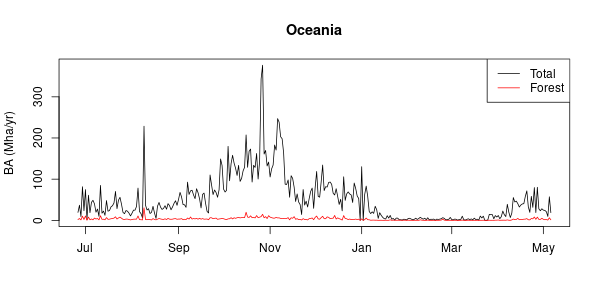 Oceania
Total
Forest
BA (Mha/yr)
300
200
100
0
Jul Sep Nov Jan Mar May